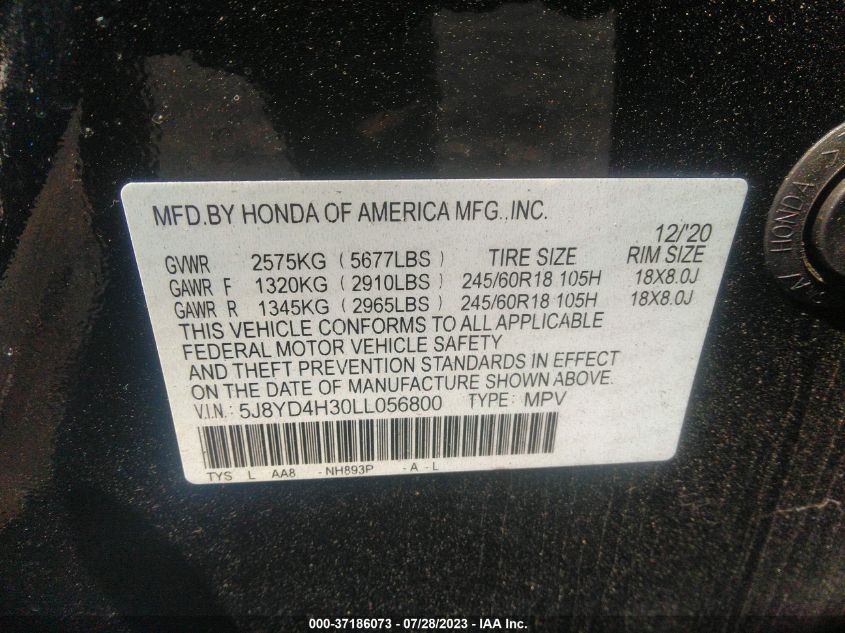 MFD.BY HONDA OF AMERICA MFG.,INC.
12/'20
GVWR 2575KG (5677LBS) TIRE SIZE RIM SIZE
GAWR F 1320KG (2910LBS) 245/60R18 105H 18X8.0J
GAWR R 1345KG (2965LBS) 245/60R18 105H 18X8.0J
THIS VEHICLE CONFORMS TO ALL APPLICABLE
FEDERAL MOTOR VEHICLE SAFETY
AND THEFT PREVENTION STANDARDS IN EFFECT
ON THE DATE OF MANUFACTURE SHOWN ABOVE.
V.I.N.: 5J8YD4H30LL056800 TYPE: MPV
TYS L AA8 -NH893P -A -L
HONDA
000-37186073 - 07/28/2023 - IAA Inc.